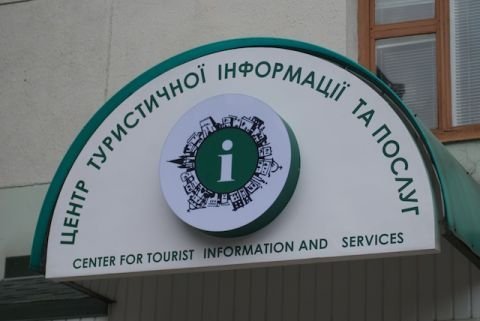 ЦЕНТР ТУРИСТИЧНОЇ ІНФОРМАЦІЇ ТА ПОСЛУГ
i
CENTER FOR TOURIST INFORMATION AND SERVICES